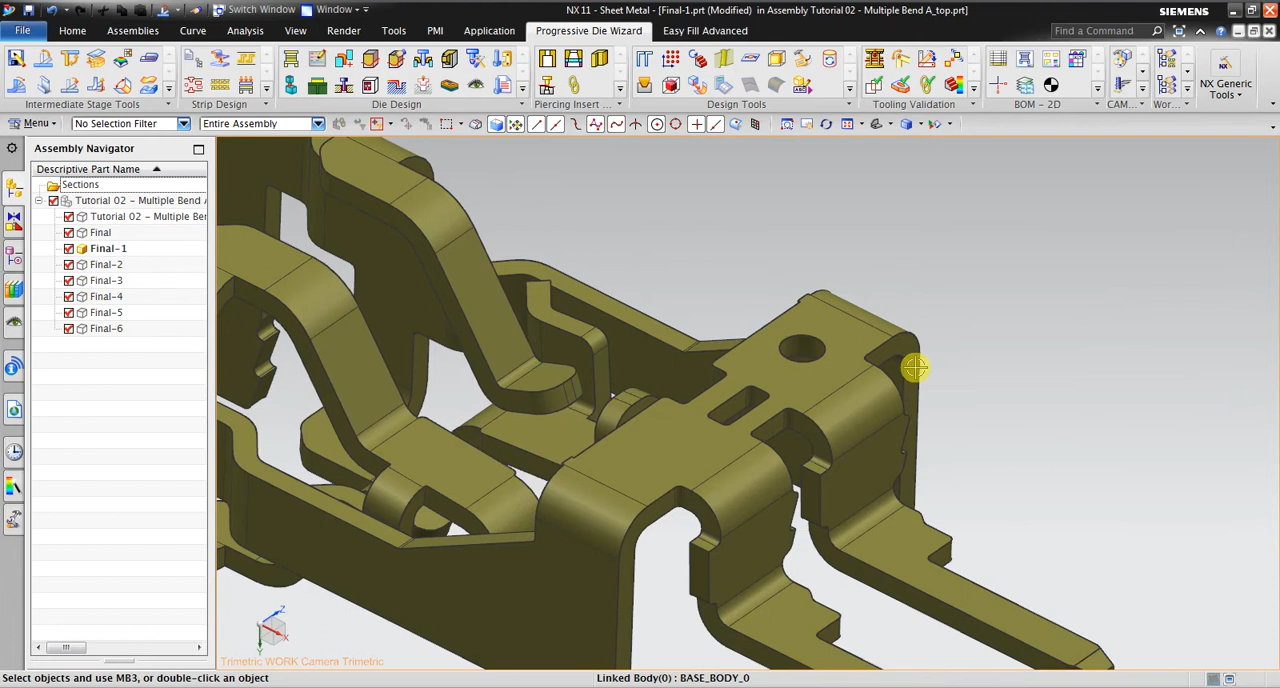 Switch Window Window NX 11 - Sheet Metal - [Final-1.prt (Modified) in Assembly Tutorial 02 - Multiple Bend A_top.prt] SIEMENS
File Home Assemblies Curve Analysis View Render Tools PMI Application Progressive Die Wizard Easy Fill Advanced Find a Command
NX Generic
Tools
Intermediate Stage Tools Strip Design Die Design Piercing Insert ... Design Tools Tooling Validation BOM - 2D CAM... Wor...
Menu No Selection Filter Entire Assembly
Assembly Navigator
Descriptive Part Name
Sections
Tutorial 02 - Multiple Bend A
Tutorial 02 - Multiple Ber
Final
Final-1
Final-2
Final-3
Final-4
Final-5
Final-6
Z
X
Y
Trimetric WORK Camera Trimetric
Select objects and use MB3, or double-click an object Linked Body(0) : BASE_BODY_0